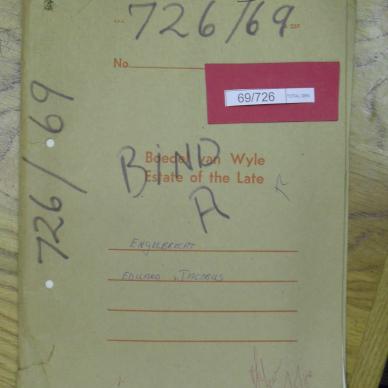 726/69
No
69/726
726/69
Boedel van Wyle
Estate of the Late
BIND
A
ENGELBRECHT
EDUARD JACOBUS